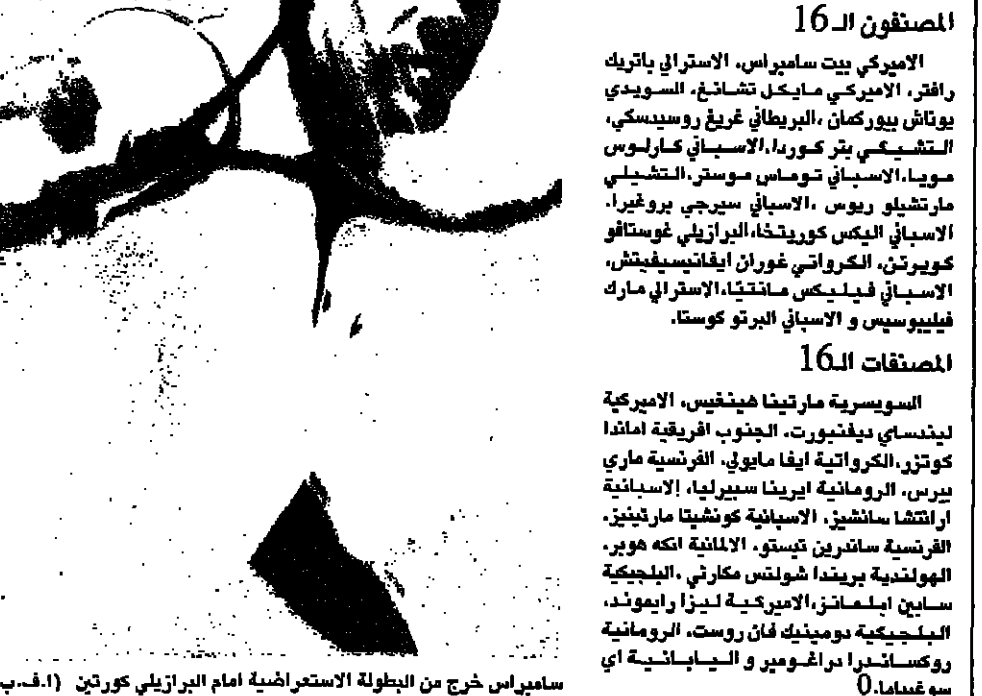 المصنفون الـ 16
الاميركي بيت سامبراس، الاسترالي باتريك
رافتر، الاميركي مايكل تشانغ، السويدي
يوناش بيوركمان ،البريطاني غريغ روسيدسكي،
التشيكي بتر كوردا،الاسباني كارلوس
مويا،الاسباني توماس موستر،التشيلي
مارتشيلو ريوس ،الاسباني سيرجي بروغيرا،
الاسباني اليكس كوريتخا،البرازيلي غوستافو
كويرتن، الكرواتي غوران ايفانيسيفيتش،
الاسباني فيليكس مانتيا،الاسترالي مارك
فيليبوسيس و الاسباني البرتو كوستا.
المصنفات الـ16
السويسرية مارتينا هينغيس، الاميركية
ليندساي ديفنبورت، الجنوب افريقية اماندا
كوتزر،الكرواتية ايفا مايولي، الفرنسية ماري
بيرس، الرومانية ايرينا سبيرليا، الاسبانية
ارانتشا سانشيز، الاسبانية كونشيتا مارتينيز،
الفرنسية ساندرين تيستو، الالمانية انكه هوبر،
الهولندية بريندا شولتس مكارثي ،البلجيكية
سابين ابلمانز،الاميركية ليزا رايموند،
البلجيكية دومينيك فان روست، الرومانية
روكساندرا دراغومير و اليابانية اي
سوغيياما.0
سامبراس خرج من البطولة الاستعراضية امام البرازيلي كورتين (ا.ف.ب